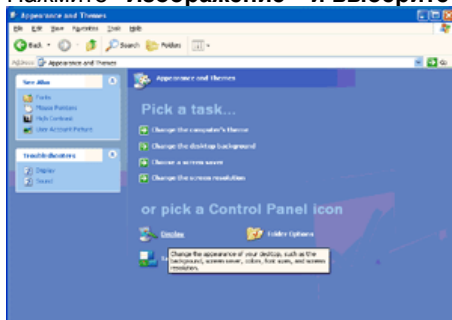 Нажмите "Изображение" и выберите
Appearance and Themes
File Edit View Favorites Tools Help
Back Search Folders
Address Appearance and Themes Go
See Also
Fonts
Mouse Pointers
High Contrast
User Account Picture
Troubleshooters
Display
Sound
Appearance and Themes
Pick a task...
Change the computer's theme
Change the desktop background
Choose a screen saver
Change the screen resolution
or pick a Control Panel icon
Display
Folder Options
Change the appearance of your desktop, such as the
background, screen saver, colors, font sizes, and screen
resolution.